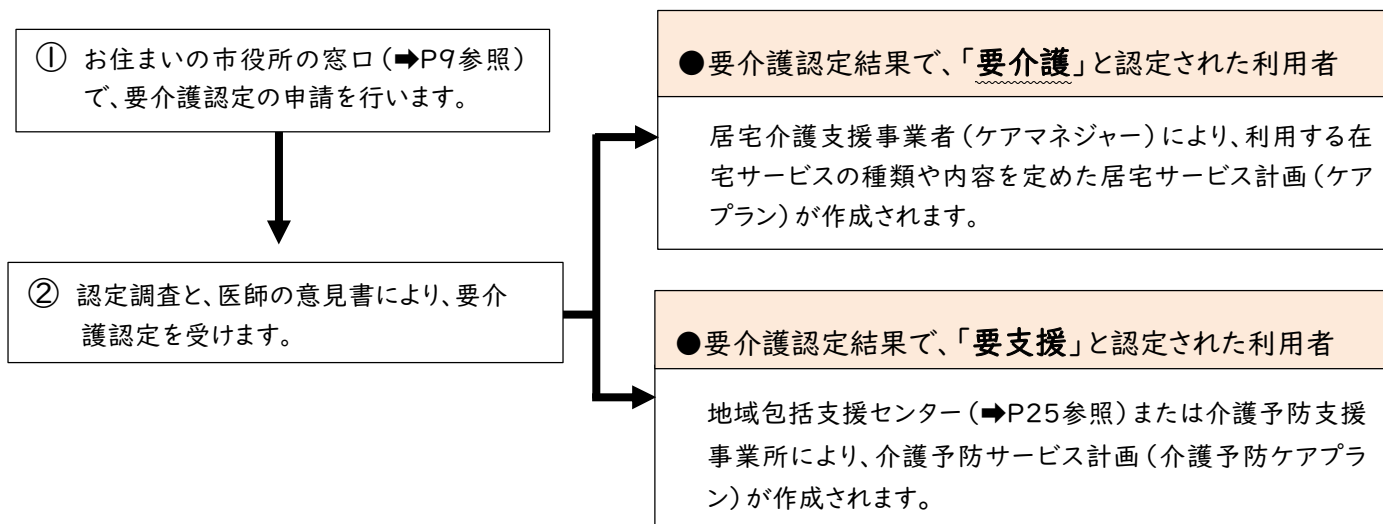 ① お住まいの市役所の窓口（➡P9参照）
で、要介護認定の申請を行います。
② 認定調査と、医師の意見書により、要介
護認定を受けます。
●要介護認定結果で、「要介護」と認定された利用者
居宅介護支援事業者（ケアマネジャー）により、利用する在
宅サービスの種類や内容を定めた居宅サービス計画（ケア
プラン）が作成されます。
●要介護認定結果で、「要支援」と認定された利用者
地域包括支援センター（➡P25参照）または介護予防支援
事業所により、介護予防サービス計画（介護予防ケアプラ
ン）が作成されます。